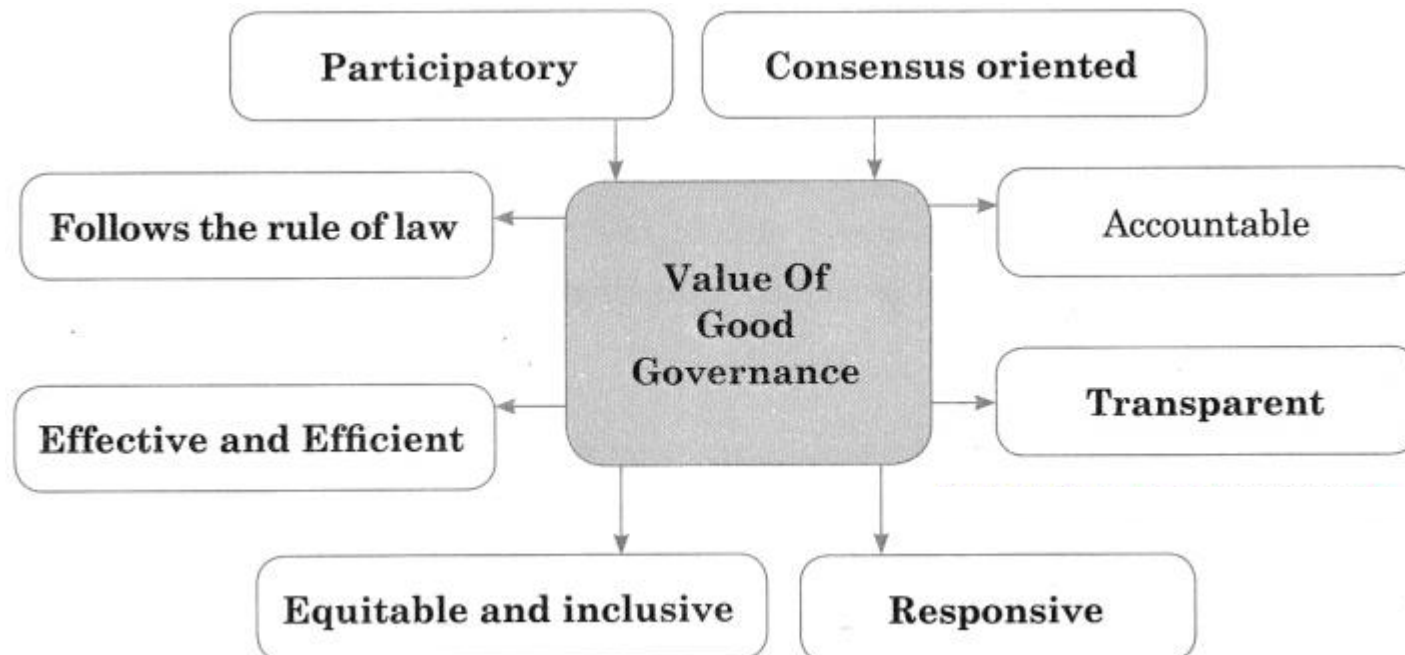 Participatory
Consensus oriented
Follows the rule of law
Accountable
Value Of
Good
Governance
Effective and Efficient
Transparent
Equitable and inclusive
Responsive